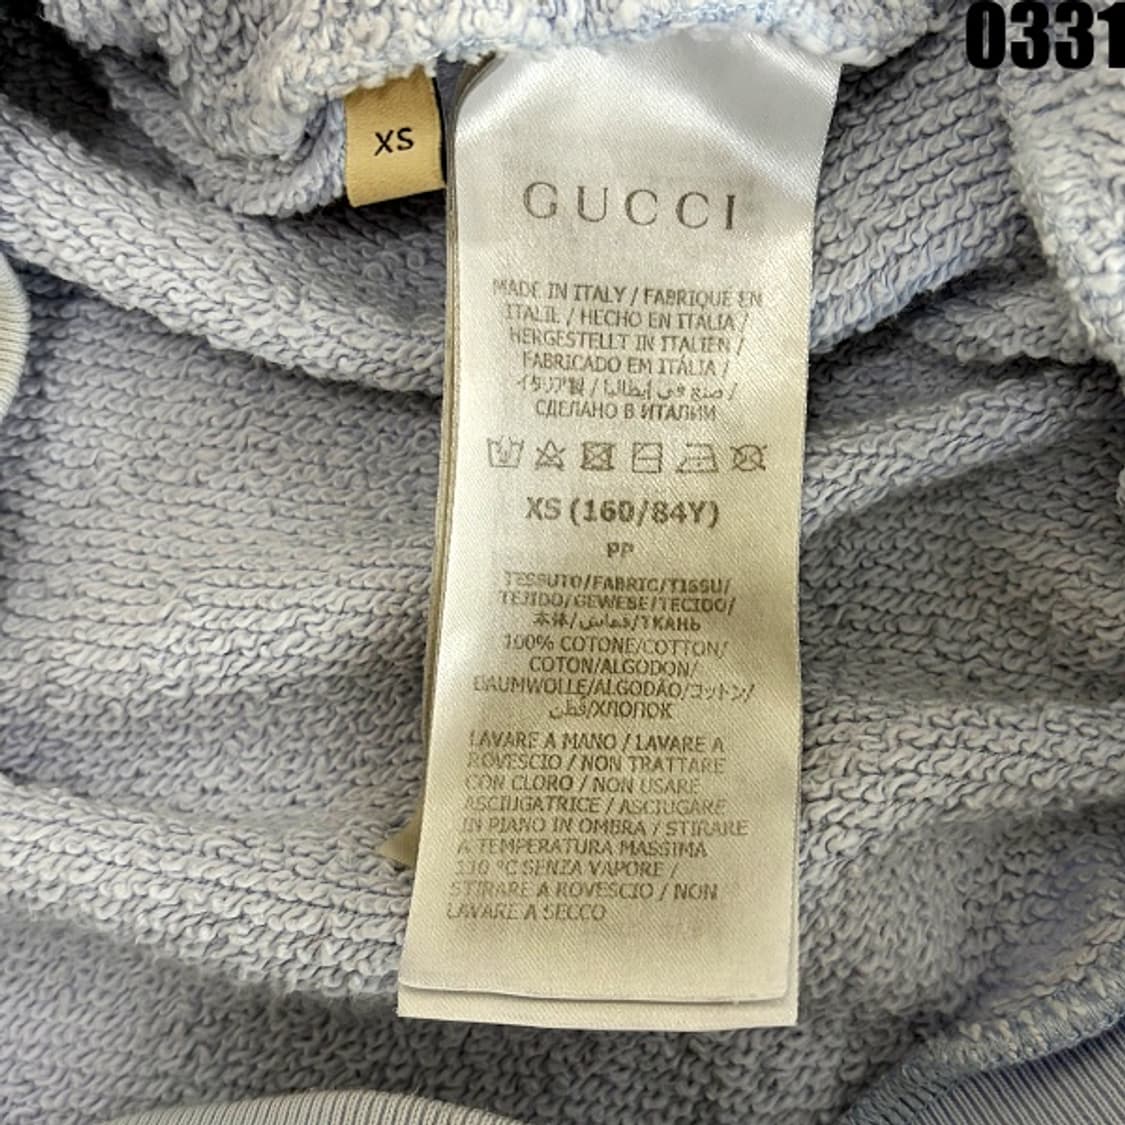 0331
XS
GUCCI
MADE IN ITALY / FABRIQUÉ EN
ITALIE / HECHO EN ITALIA /
HERGESTELLT IN ITALIEN /
FABRICADO EM ITÁLIA /
イタリア製 / صنع في إيطاليا /
СДЕЛАНО В ИТАЛИИ
XS (160/84Y)
pp
TESSUTO/FABRIC/TISSU/
TEJIDO/GEWEBE/TECIDO/
本体/قماش/ТКАНЬ
100% COTONE/COTTON/
COTON/ALGODON/
BAUMWOLLE/ALGODÃO/コットン/
قطن/ХЛОПОК
LAVARE A MANO / LAVARE A
ROVESCIO / NON TRATTARE
CON CLORO / NON USARE
ASCIUGATRICE / ASCIUGARE
IN PIANO IN OMBRA / STIRARE
A TEMPERATURA MASSIMA
110 °C SENZA VAPORE /
STIRARE A ROVESCIO / NON
LAVARE A SECCO